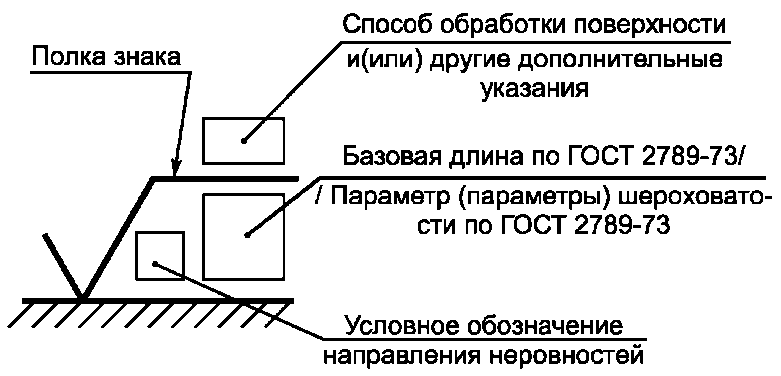 Способ обработки поверхности
и(или) другие дополнительные
указания
Полка знака
Базовая длина по ГОСТ 2789-73/
/ Параметр (параметры) шероховато-
сти по ГОСТ 2789-73
Условное обозначение
направления неровностей